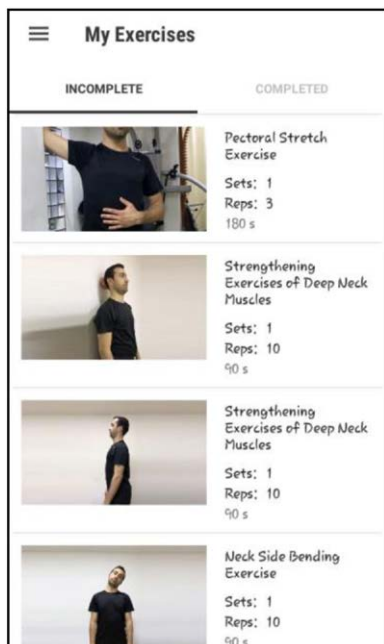 My Exercises
INCOMPLETE
COMPLETED
Pectoral Stretch
Exercise
Sets: 1
Reps: 3
180 s
Strengthening
Exercises of Deep Neck
Muscles
Sets: 1
Reps: 10
90 s
Strengthening
Exercises of Deep Neck
Muscles
Sets: 1
Reps: 10
90 s
Neck Side Bending
Exercise
Sets: 1
Reps: 10
90 s